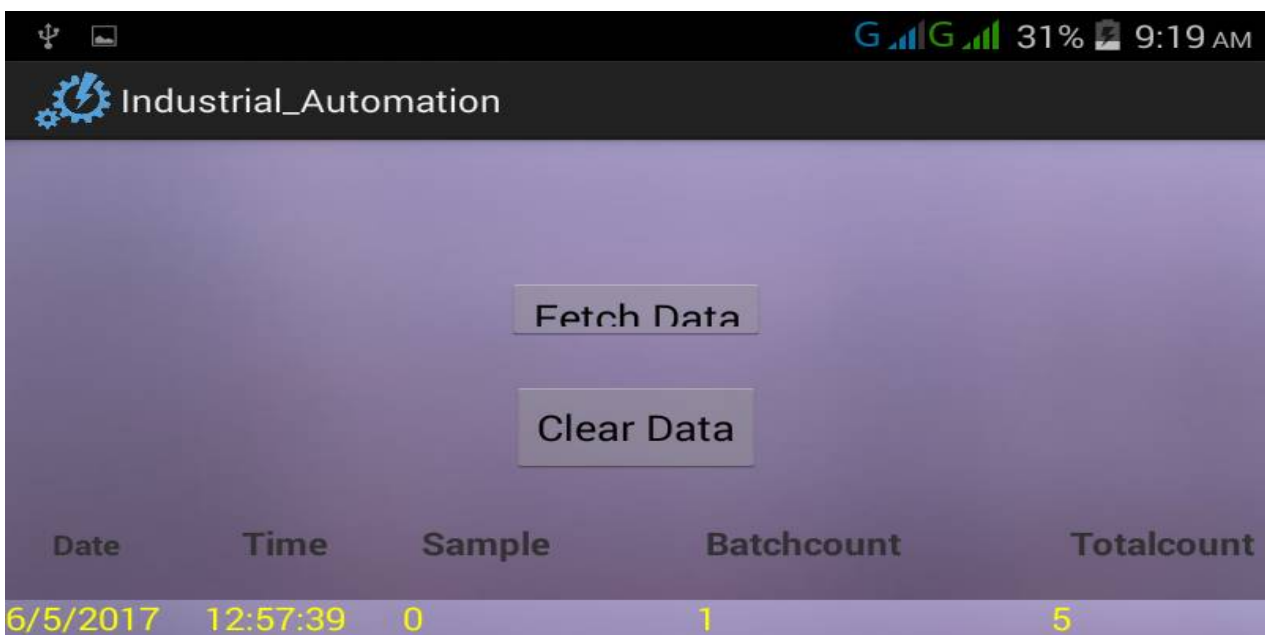 G G 31% 9:19 AM
Industrial_Automation
Fetch Data
Clear Data
Date Time Sample Batchcount Totalcount
6/5/2017 12:57:39 0 1 5